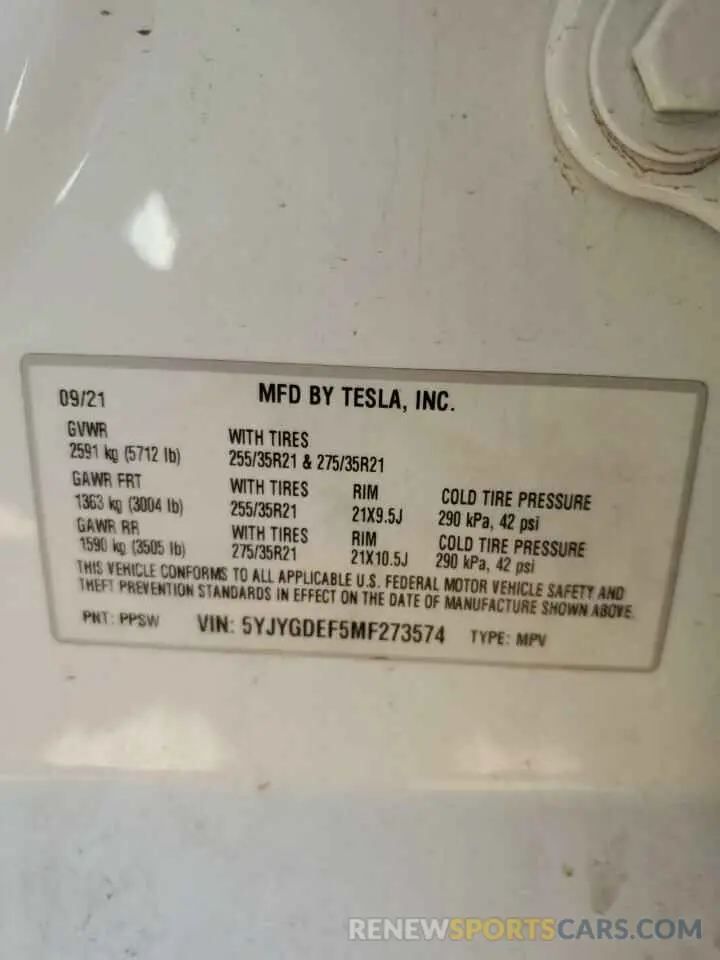 09/21 MFD BY TESLA, INC.
GVWR
2591 kg (5712 lb)
WITH TIRES
255/35R21 & 275/35R21
GAWR FRT
1363 kg (3004 lb)
WITH TIRES
255/35R21
RIM
21X9.5J
COLD TIRE PRESSURE
290 kPa, 42 psi
GAWR RR
1590 kg (3505 lb)
WITH TIRES
275/35R21
RIM
21X10.5J
COLD TIRE PRESSURE
290 kPa, 42 psi
THIS VEHICLE CONFORMS TO ALL APPLICABLE U.S. FEDERAL MOTOR VEHICLE SAFETY AND
THEFT PREVENTION STANDARDS IN EFFECT ON THE DATE OF MANUFACTURE SHOWN ABOVE.
PNT: PPSW VIN: 5YJYGDEF5MF273574 TYPE: MPV
RENEWSPORTSCARS.COM